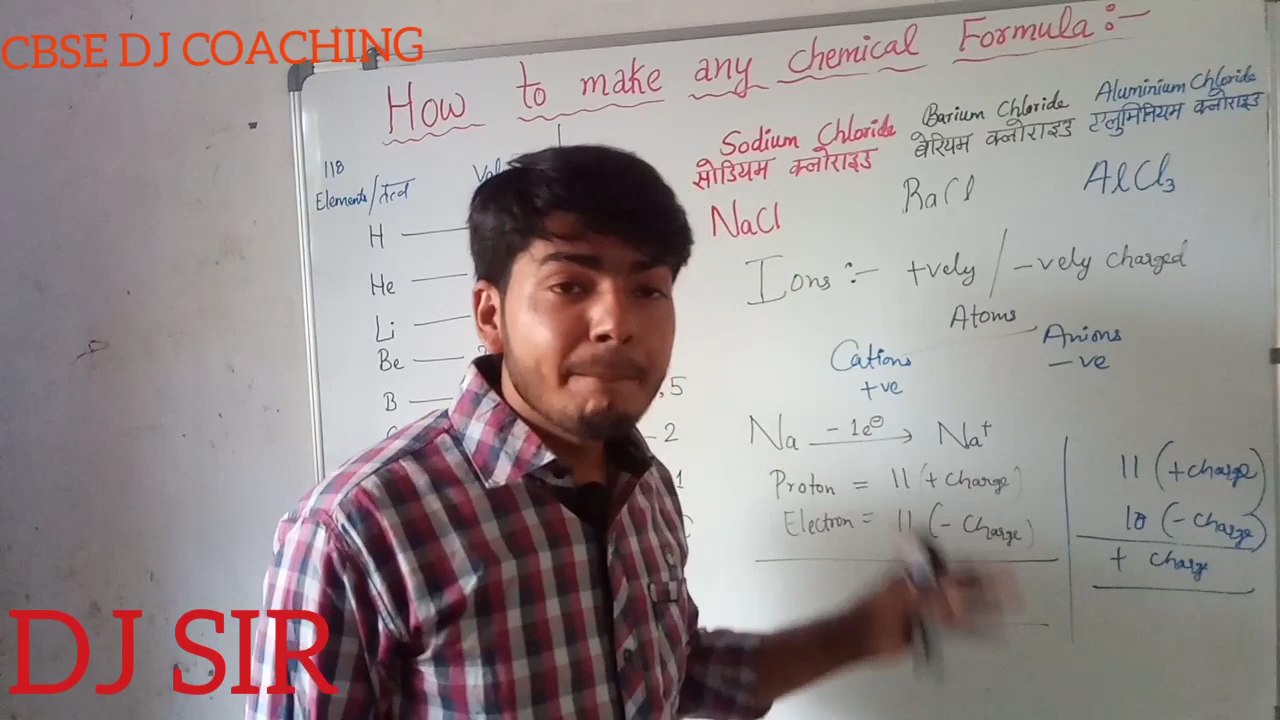 CBSE DJ COACHING
How to make any chemical Formula:-
118
Elements/तत्व
H
He
Li
Be
B
,5
-2
1
Sodium Chloride
सोडियम क्लोराइड
NaCl
Barium Chloride
बेरियम क्लोराइड
BaCl
Aluminium Chloride
एलुमिनियम क्लोराइड
AlCl₃
Ions :- +vely / -vely charged
Atoms
Cations
+ve
Anions
-ve
Na -1e⊖ → Na⁺
Proton = 11 (+ charge)
Electron = 11 (- charge)
11 (+charge)
10 (-charge)
+ charge
DJ SIR